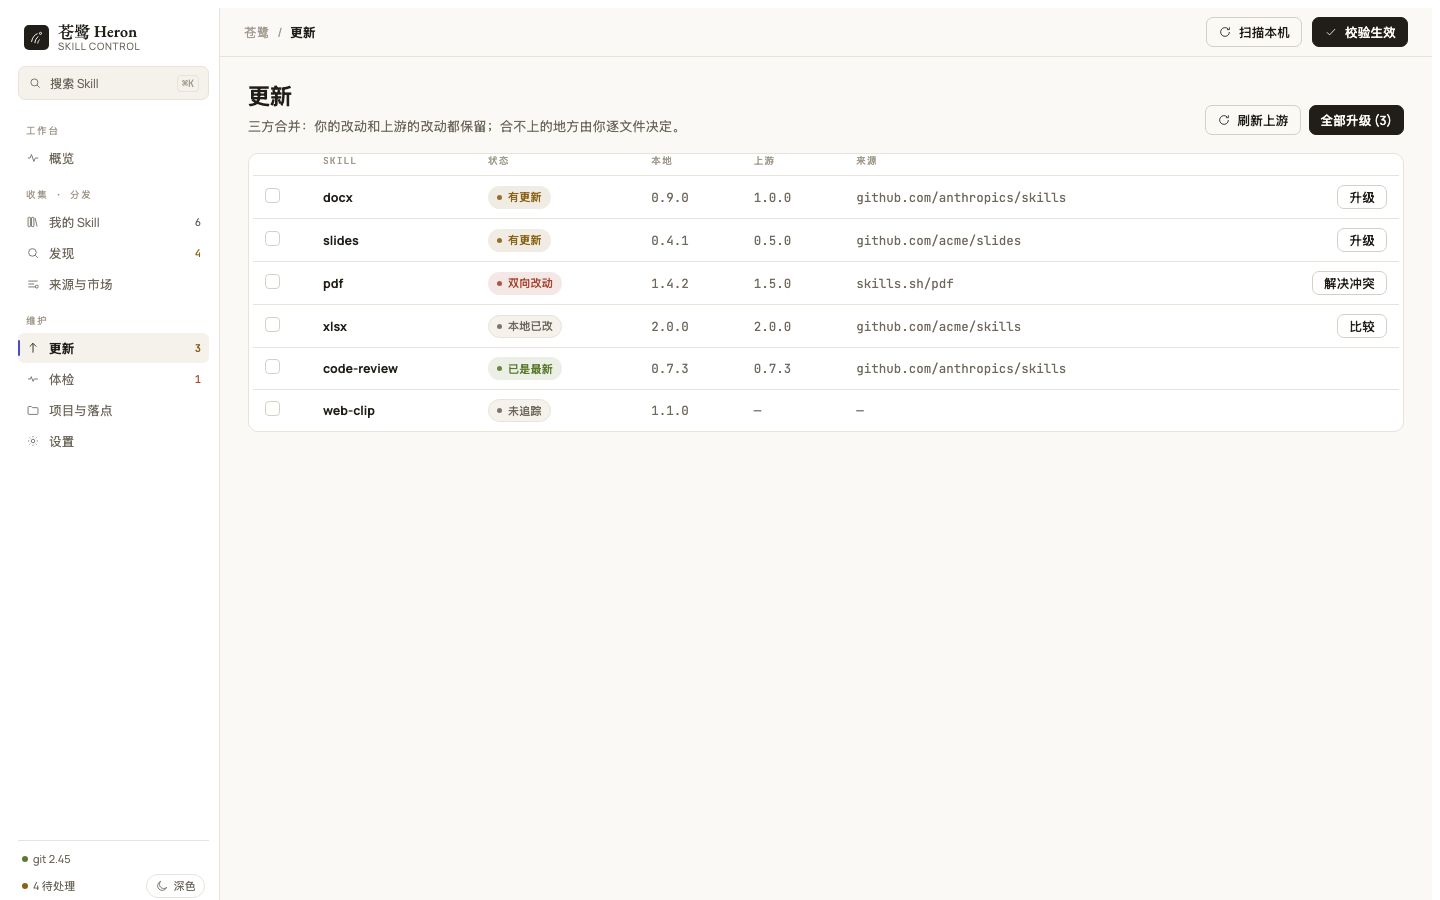 苍鹭 Heron
SKILL CONTROL
搜索 Skill ⌘K
工作台
概览
收集 · 分发
我的 Skill 6
发现 4
来源与市场
维护
更新 3
体检 1
项目与落点
设置
git 2.45
4 待处理 深色
苍鹭 / 更新 扫描本机 校验生效
更新
三方合并：你的改动和上游的改动都保留；合不上的地方由你逐文件决定。
刷新上游 全部升级 (3)
SKILL 状态 本地 上游 来源
docx 有更新 0.9.0 1.0.0 github.com/anthropics/skills 升级
slides 有更新 0.4.1 0.5.0 github.com/acme/slides 升级
pdf 双向改动 1.4.2 1.5.0 skills.sh/pdf 解决冲突
xlsx 本地已改 2.0.0 2.0.0 github.com/acme/skills 比较
code-review 已是最新 0.7.3 0.7.3 github.com/anthropics/skills
web-clip 未追踪 1.1.0 — —